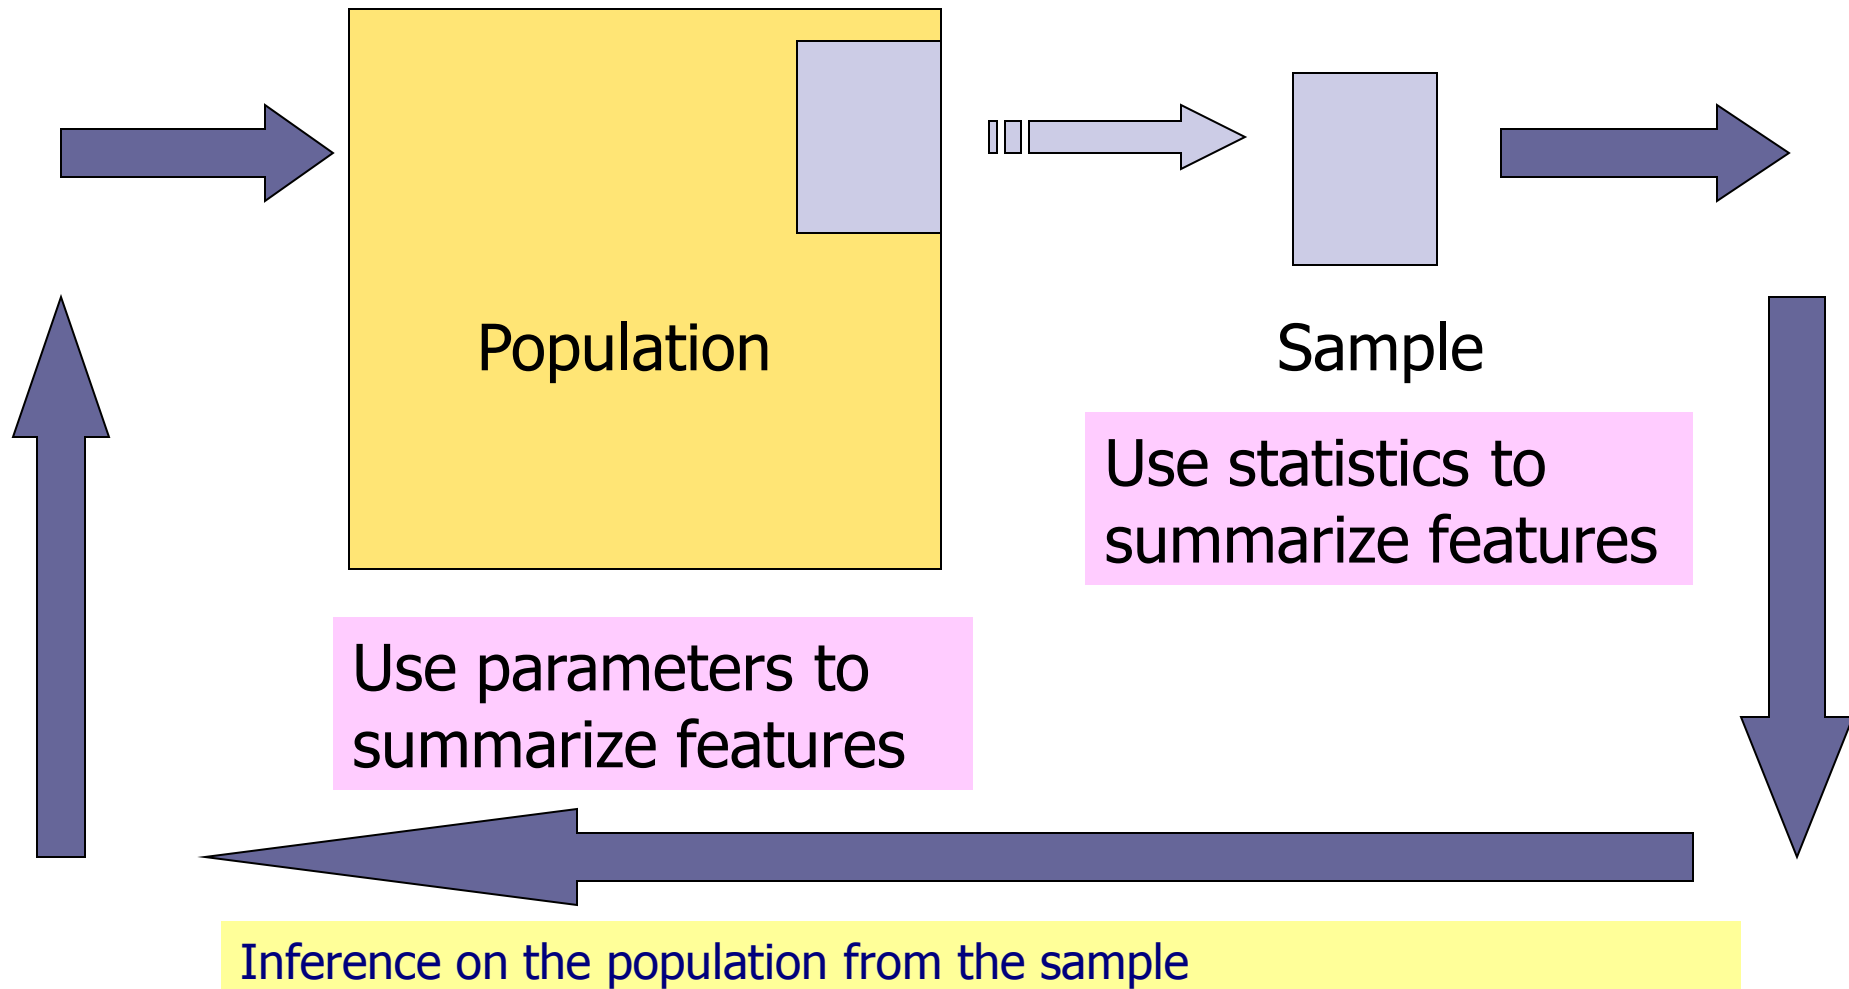 Population
Sample
Use statistics to
summarize features
Use parameters to
summarize features
Inference on the population from the sample